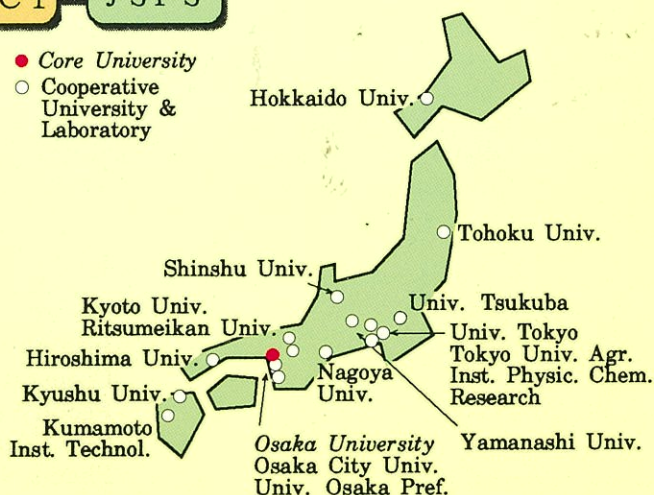 JSPS
Core University
Cooperative
University &
Laboratory
Hokkaido Univ.
Tohoku Univ.
Shinshu Univ.
Kyoto Univ.
Ritsumeikan Univ.
Univ. Tsukuba
Univ. Tokyo
Tokyo Univ. Agr.
Inst. Physic. Chem.
Research
Hiroshima Univ.
Nagoya
Univ.
Kyushu Univ.
Kumamoto
Inst. Technol.
Yamanashi Univ.
Osaka University
Osaka City Univ.
Univ. Osaka Pref.